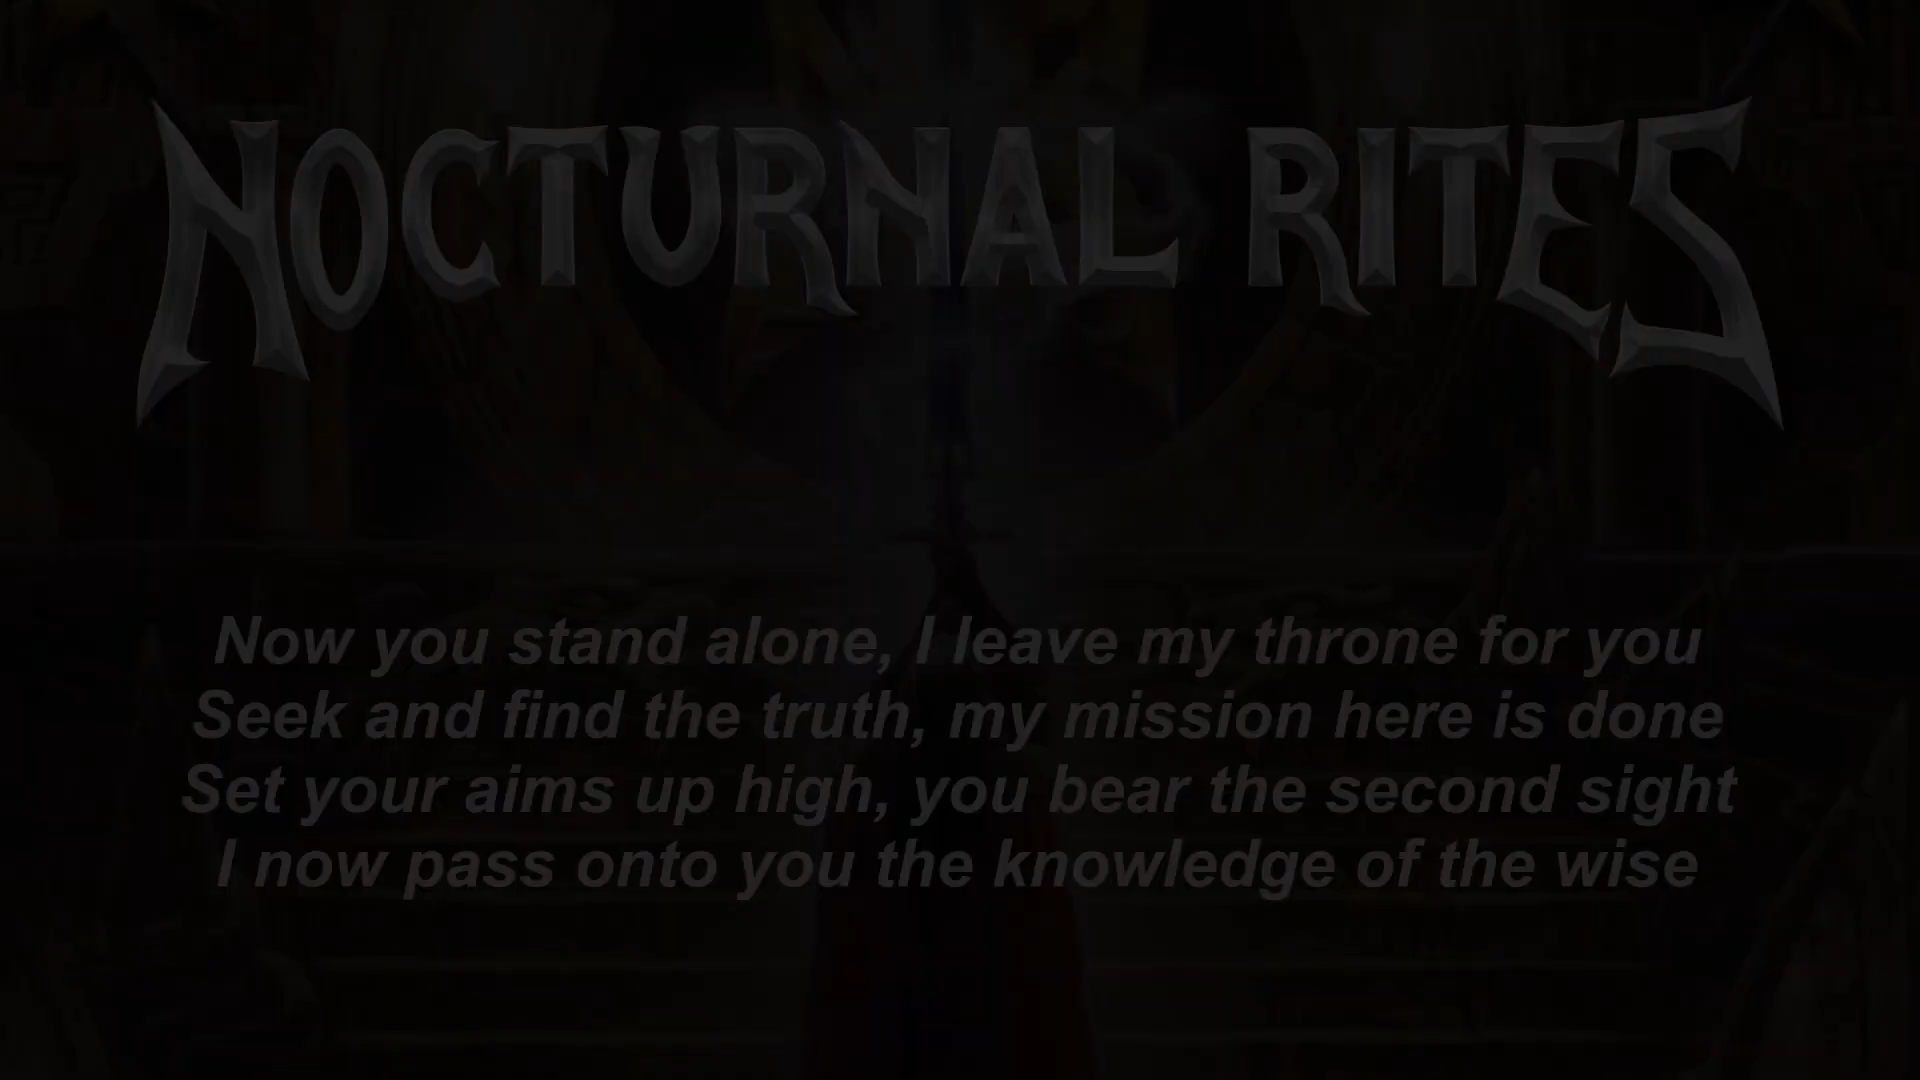 NOCTURNAL RITES
Now you stand alone, I leave my throne for you
Seek and find the truth, my mission here is done
Set your aims up high, you bear the second sight
I now pass onto you the knowledge of the wise